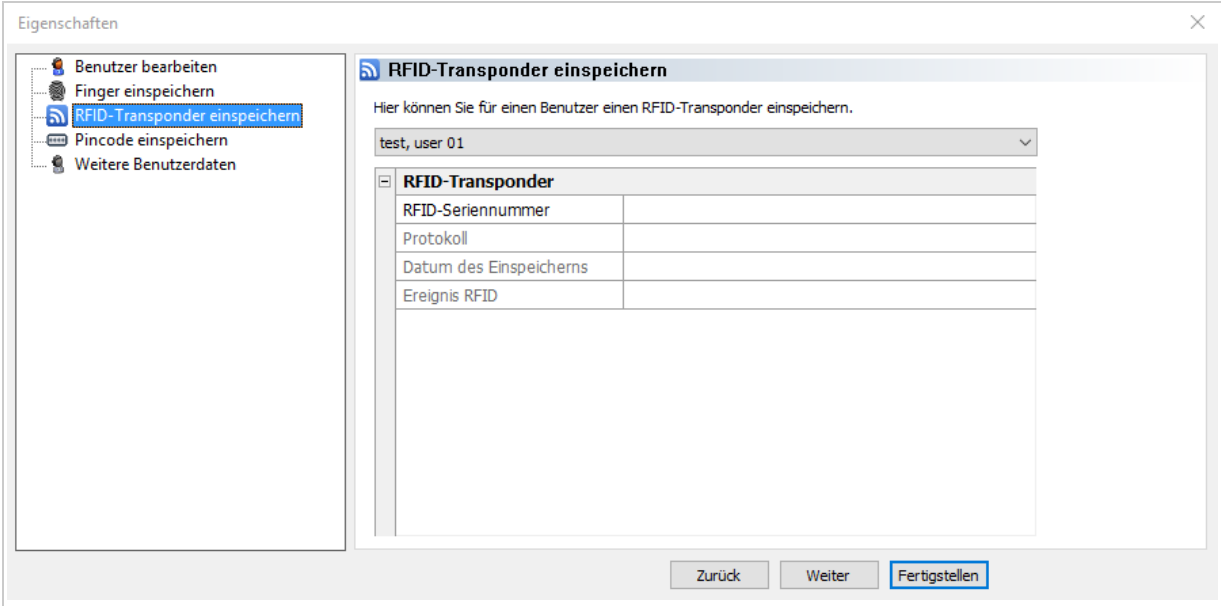 Eigenschaften
Benutzer bearbeiten
Finger einspeichern
RFID-Transponder einspeichern
Pincode einspeichern
Weitere Benutzerdaten
RFID-Transponder einspeichern
Hier können Sie für einen Benutzer einen RFID-Transponder einspeichern.
test, user 01
RFID-Transponder
RFID-Seriennummer
Protokoll
Datum des Einspeicherns
Ereignis RFID
Zurück Weiter Fertigstellen